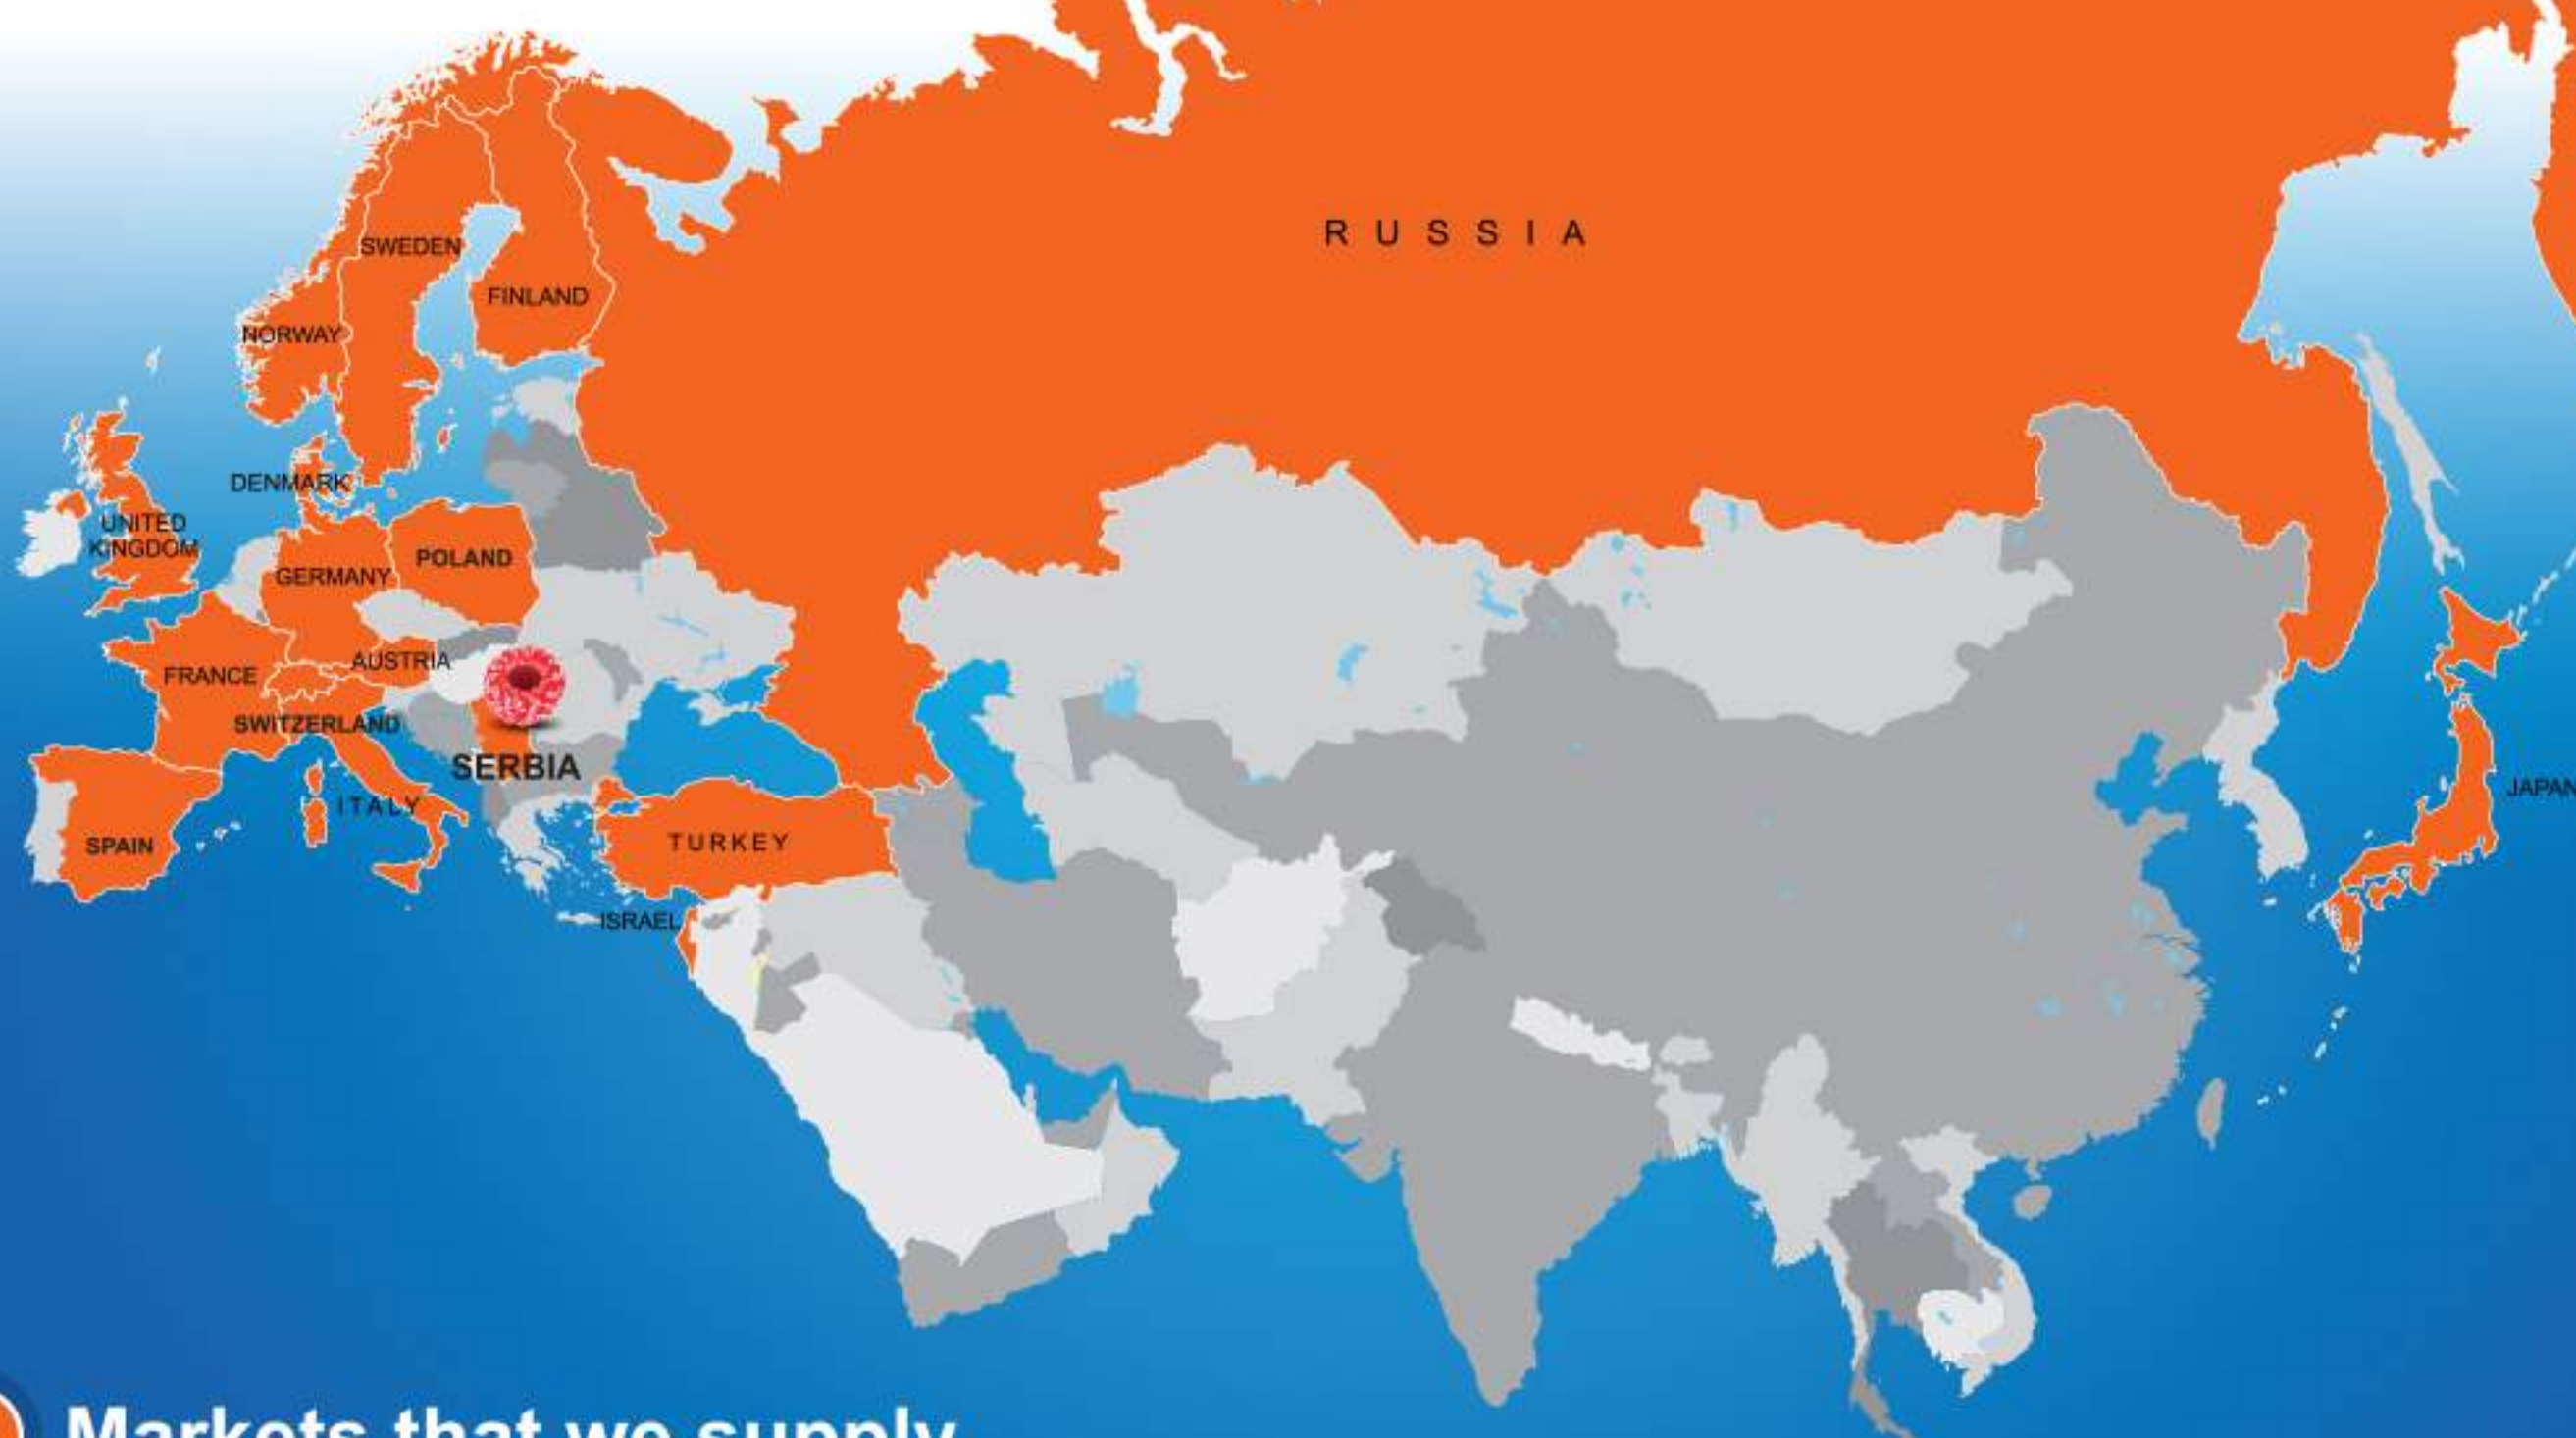 R U S S I A
SWEDEN
FINLAND
NORWAY
DENMARK
UNITED
KINGDOM
POLAND
GERMANY
AUSTRIA
FRANCE
SWITZERLAND
SERBIA
JAPAN
ITALY
TURKEY
SPAIN
ISRAEL
Markets that we supply